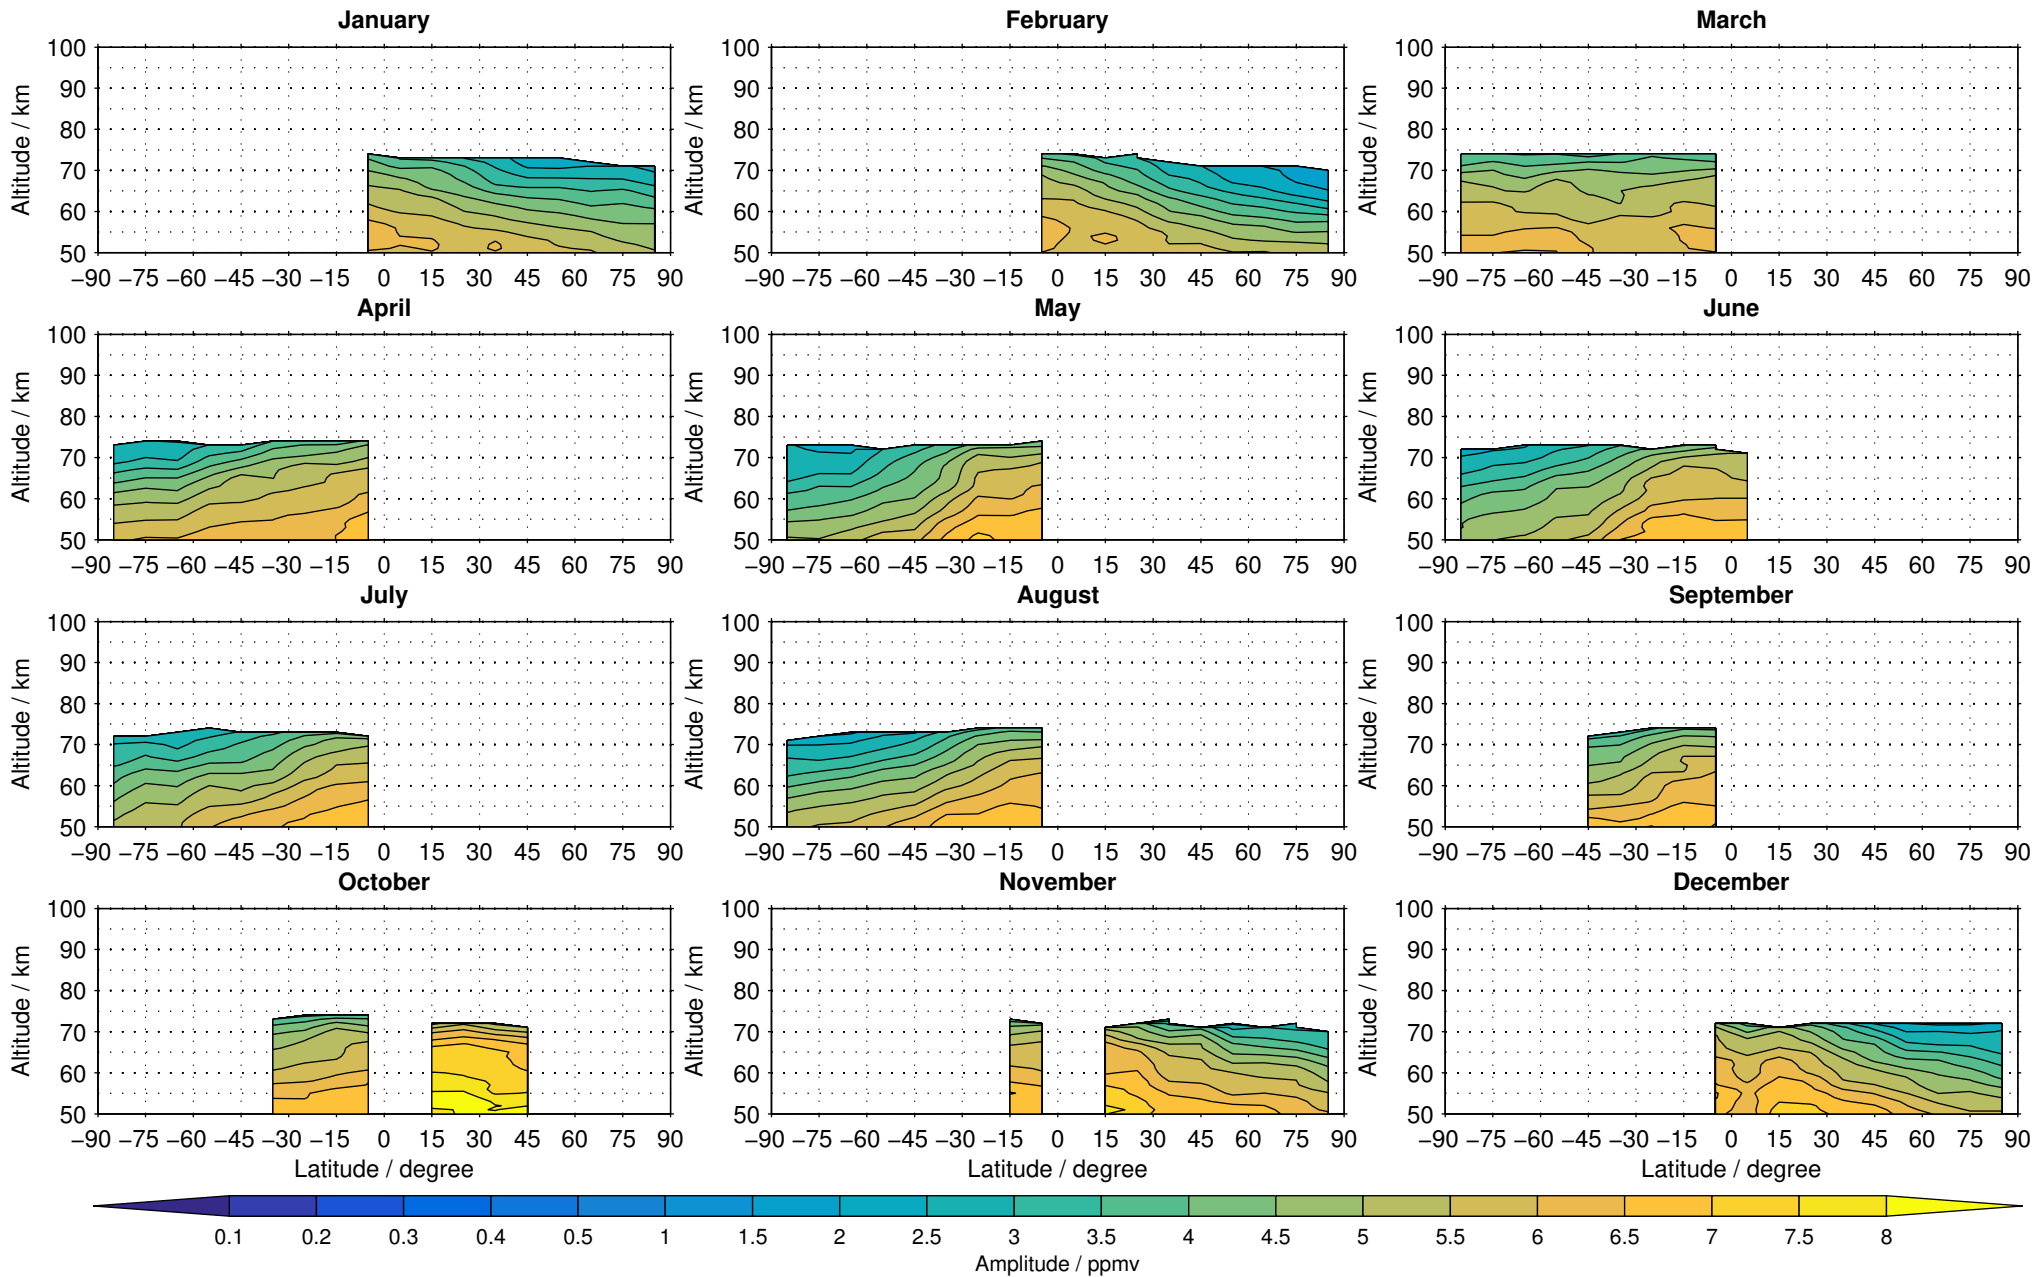 January February March
100 100 100
90 90 90
Altitude / km Altitude / km Altitude / km
80 80 80
70 70 70
60 60 60
50 50 50
−90 −75 −60 −45 −30 −15 0 15 30 45 60 75 90 −90 −75 −60 −45 −30 −15 0 15 30 45 60 75 90 −90 −75 −60 −45 −30 −15 0 15 30 45 60 75 90
April May June
100 100 100
90 90 90
Altitude / km Altitude / km Altitude / km
80 80 80
70 70 70
60 60 60
50 50 50
−90 −75 −60 −45 −30 −15 0 15 30 45 60 75 90 −90 −75 −60 −45 −30 −15 0 15 30 45 60 75 90 −90 −75 −60 −45 −30 −15 0 15 30 45 60 75 90
July August September
100 100 100
90 90 90
Altitude / km Altitude / km Altitude / km
80 80 80
70 70 70
60 60 60
50 50 50
−90 −75 −60 −45 −30 −15 0 15 30 45 60 75 90 −90 −75 −60 −45 −30 −15 0 15 30 45 60 75 90 −90 −75 −60 −45 −30 −15 0 15 30 45 60 75 90
October November December
100 100 100
90 90 90
Altitude / km Altitude / km Altitude / km
80 80 80
70 70 70
60 60 60
50 50 50
−90 −75 −60 −45 −30 −15 0 15 30 45 60 75 90 −90 −75 −60 −45 −30 −15 0 15 30 45 60 75 90 −90 −75 −60 −45 −30 −15 0 15 30 45 60 75 90
Latitude / degree Latitude / degree Latitude / degree
0.1 0.2 0.3 0.4 0.5 1 1.5 2 2.5 3 3.5 4 4.5 5 5.5 6 6.5 7 7.5 8
Amplitude / ppmv